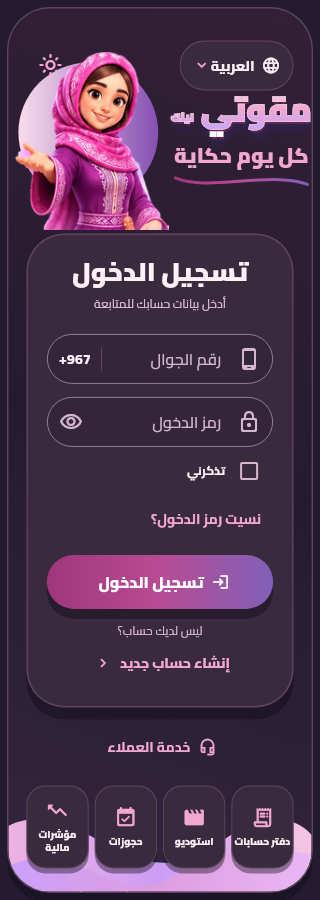 العربية
مقوتي
كل يوم حكاية
تسجيل الدخول
أدخل بيانات حسابك للمتابعة
رقم الجوال
+967
رمز الدخول
تذكرني
نسيت رمز الدخول؟
تسجيل الدخول
ليس لديك حساب؟
إنشاء حساب جديد
خدمة العملاء
دفتر حسابات
استوديو
حجوزات
مؤشرات
مالية